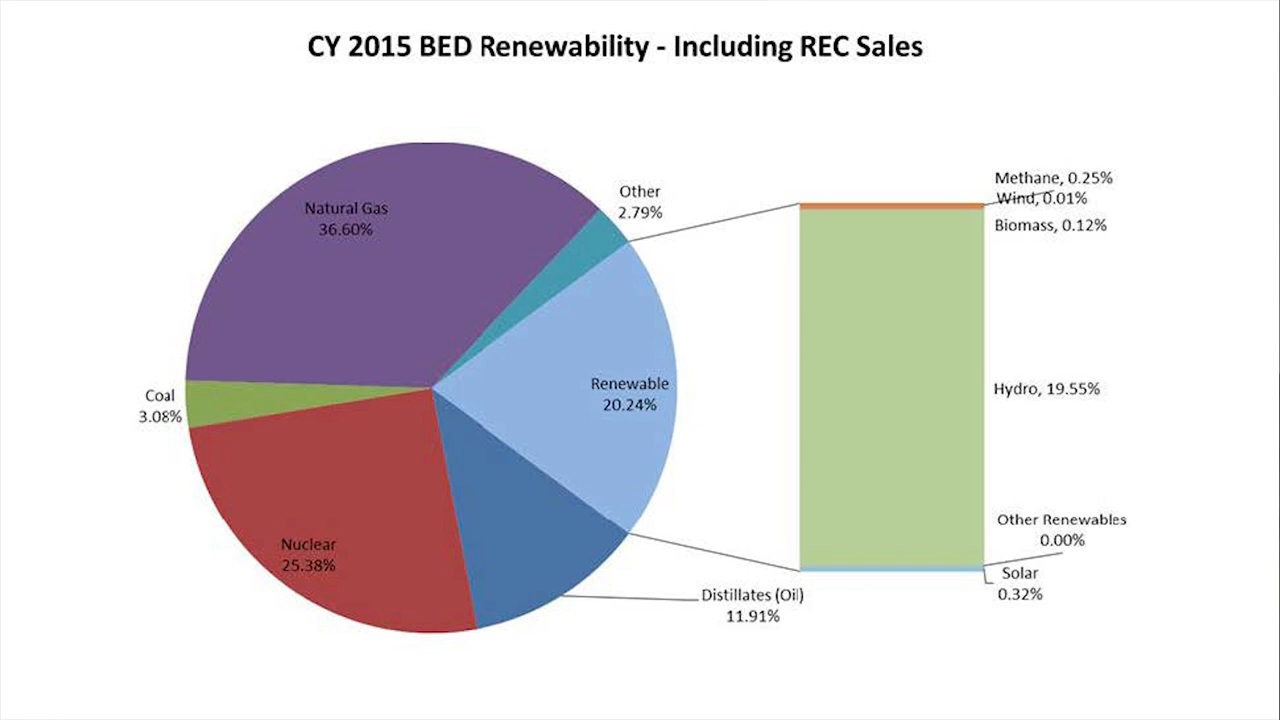 CY 2015 BED Renewability - Including REC Sales
Natural Gas
36.60%
Other
2.79%
Renewable
20.24%
Coal
3.08%
Nuclear
25.38%
Distillates (Oil)
11.91%
Methane, 0.25%
Wind, 0.01%
Biomass, 0.12%
Hydro, 19.55%
Other Renewables
0.00%
Solar
0.32%